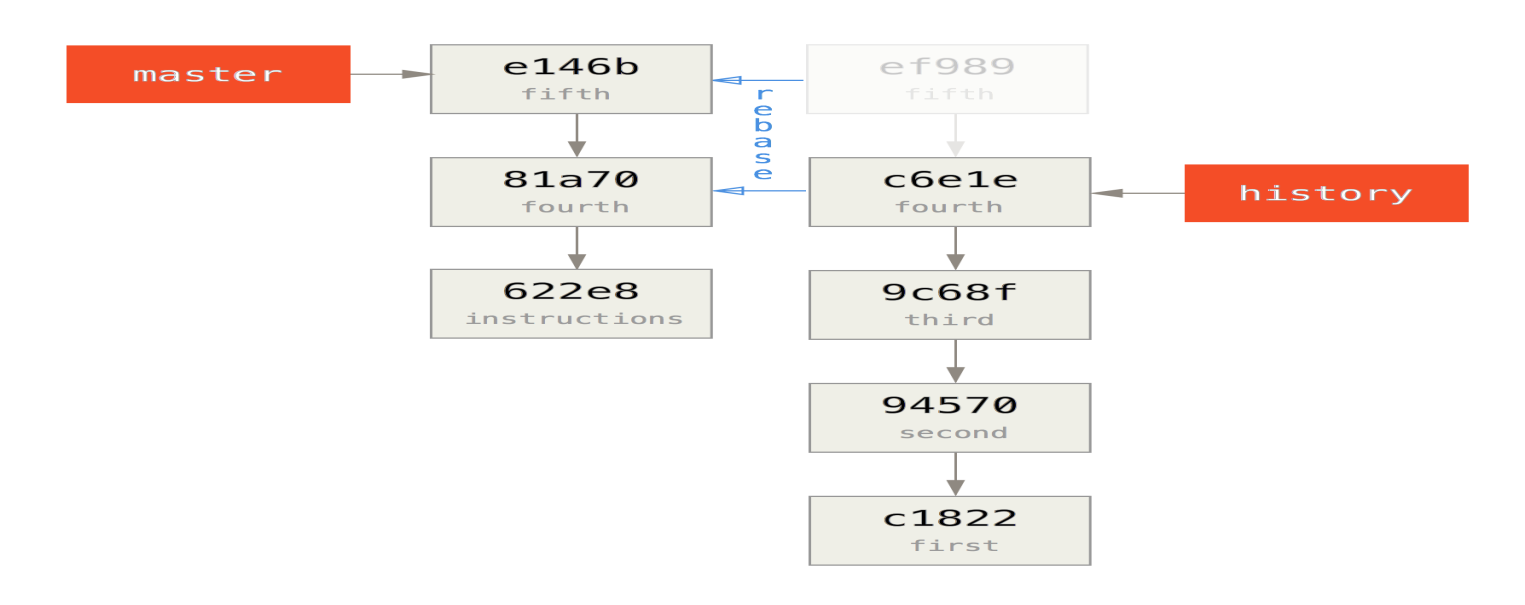 master
e146b
fifth
ef989
fifth
rebase
81a70
fourth
c6e1e
fourth
history
622e8
instructions
9c68f
third
94570
second
c1822
first